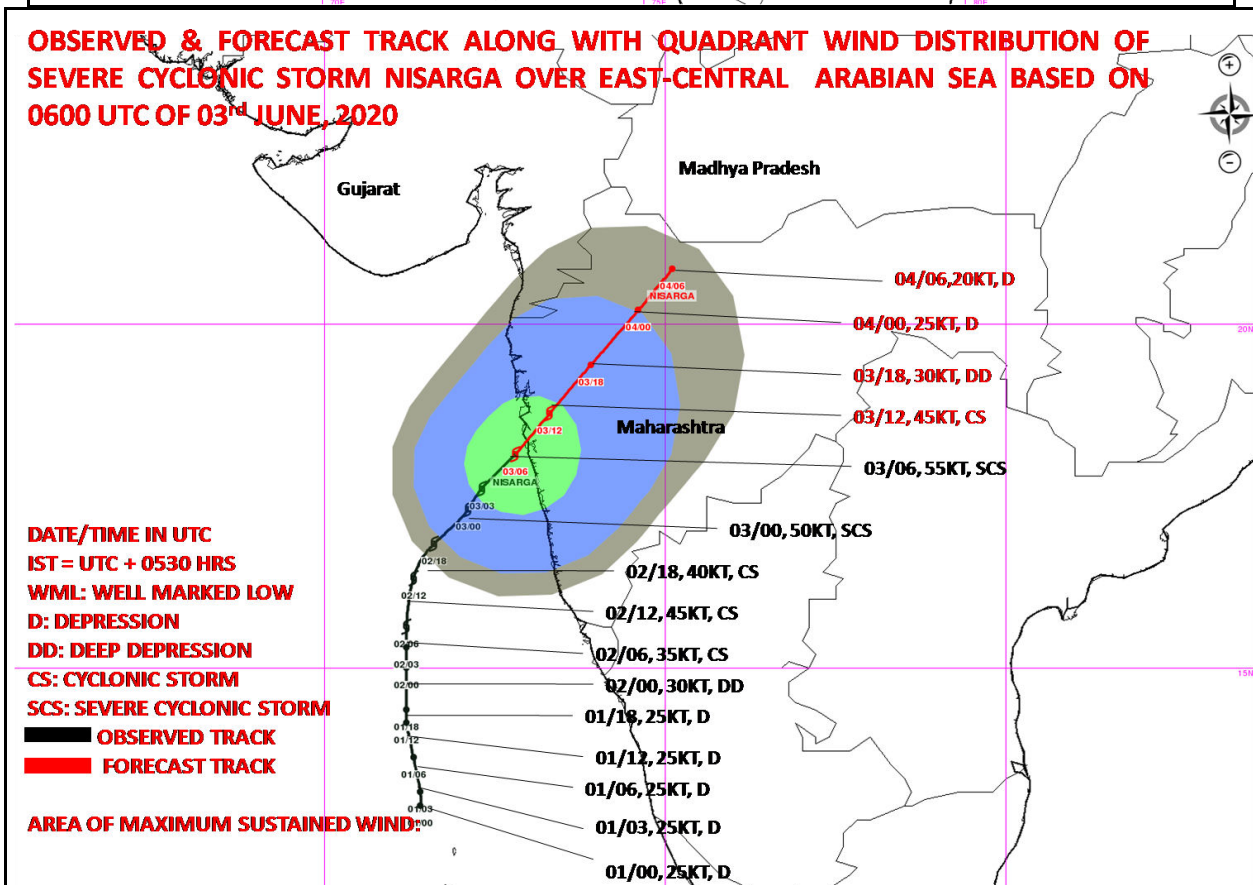 70E 75E 80E
OBSERVED & FORECAST TRACK ALONG WITH QUADRANT WIND DISTRIBUTION OF
SEVERE CYCLONIC STORM NISARGA OVER EAST-CENTRAL ARABIAN SEA BASED ON
0600 UTC OF 03rd JUNE, 2020
Madhya Pradesh
Gujarat
04/06
NISARGA
04/06,20KT, D
04/00
04/00, 25KT, D
20N
03/18
03/18, 30KT, DD
03/12
03/12, 45KT, CS
Maharashtra
03/06
NISARGA
03/06, 55KT, SCS
03/03
03/00
03/00, 50KT, SCS
02/18
02/18, 40KT, CS
02/12
02/12, 45KT, CS
02/06
02/06, 35KT, CS
02/03
15N
02/00
02/00, 30KT, DD
01/18
01/18, 25KT, D
01/12
01/12, 25KT, D
01/06
01/06, 25KT, D
01/03
01/03, 25KT, D
01/00, 25KT, D
DATE/TIME IN UTC
IST = UTC + 0530 HRS
WML: WELL MARKED LOW
D: DEPRESSION
DD: DEEP DEPRESSION
CS: CYCLONIC STORM
SCS: SEVERE CYCLONIC STORM
OBSERVED TRACK
FORECAST TRACK
AREA OF MAXIMUM SUSTAINED WIND: